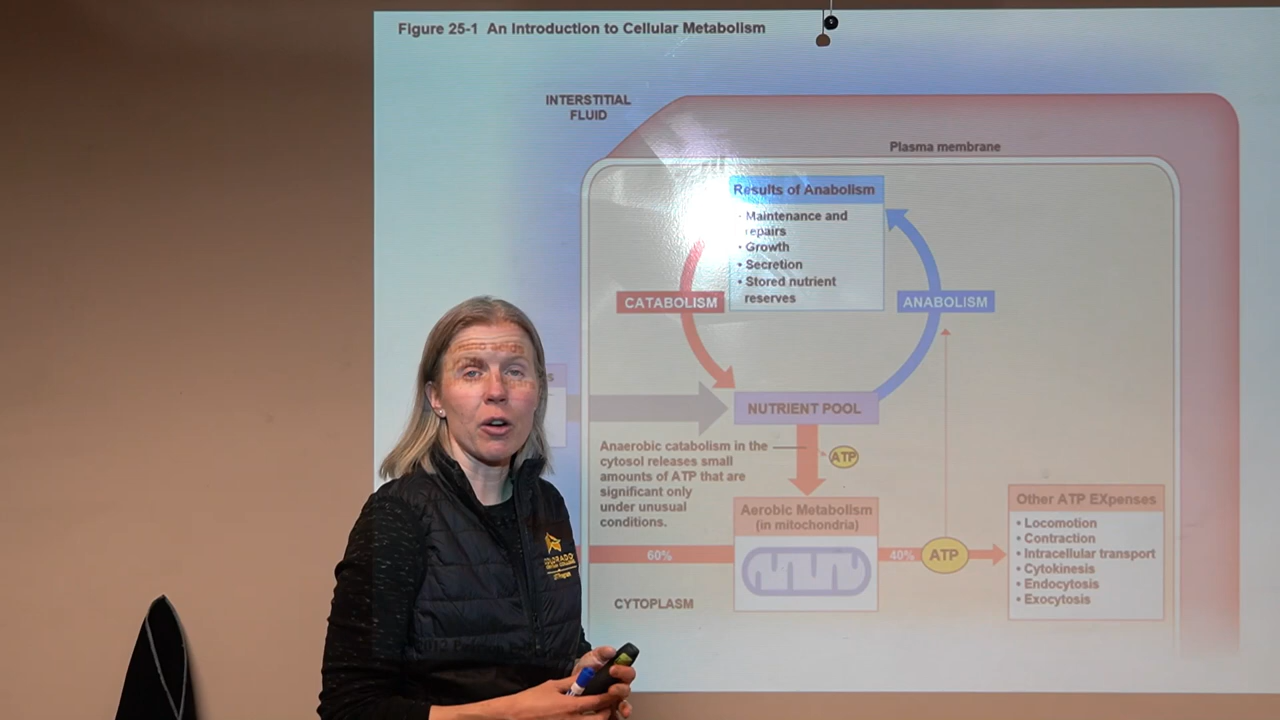 Figure 25-1 An Introduction to Cellular Metabolism
INTERSTITIAL
FLUID
Plasma membrane
Results of Anabolism
• Maintenance and
repairs
• Growth
• Secretion
• Stored nutrient
reserves
CATABOLISM
ANABOLISM
NUTRIENT POOL
Anaerobic catabolism in the
cytosol releases small
amounts of ATP that are
significant only
under unusual
conditions.
ATP
Aerobic Metabolism
(in mitochondria)
60%
40%
ATP
Other ATP EXpenses
• Locomotion
• Contraction
• Intracellular transport
• Cytokinesis
• Endocytosis
• Exocytosis
CYTOPLASM
COLORADO